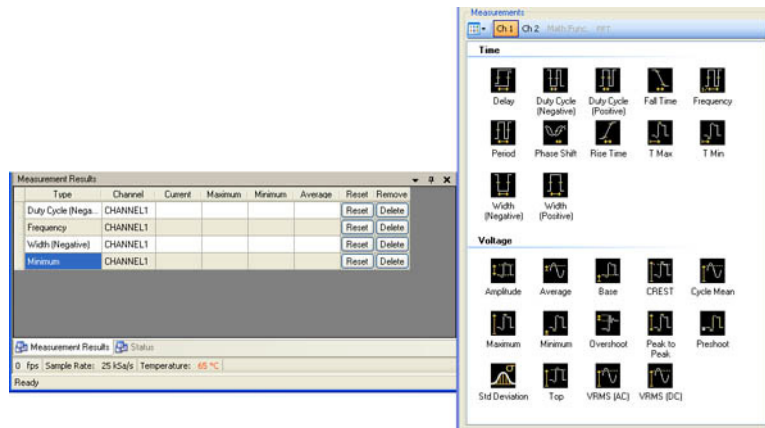 Measurement Results
Type Channel Current Maximum Minimum Average Reset Remove
Duty Cycle (Nega... CHANNEL1 Reset Delete
Frequency CHANNEL1 Reset Delete
Width (Negative) CHANNEL1 Reset Delete
Minimum CHANNEL1 Reset Delete
Measurement Results Status
0 fps Sample Rate: 25 kSa/s Temperature: 65 °C
Ready
Measurements
Ch 1 Ch 2 Math Func. FFT
Time
Delay Duty Cycle (Negative) Duty Cycle (Positive) Fall Time Frequency
Period Phase Shift Rise Time T Max T Min
Width (Negative) Width (Positive)
Voltage
Amplitude Average Base CREST Cycle Mean
Maximum Minimum Overshoot Peak to Peak Preshoot
Std Deviation Top VRMS (AC) VRMS (DC)